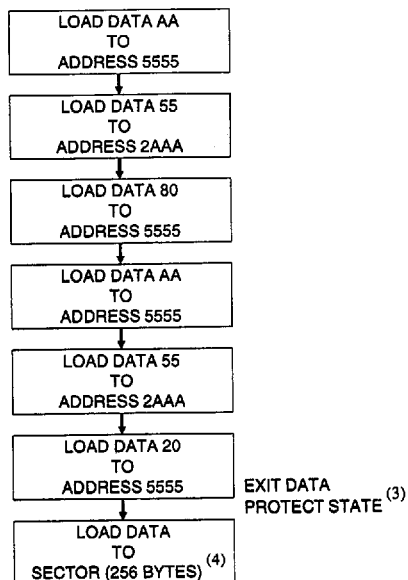 LOAD DATA AA
TO
ADDRESS 5555
LOAD DATA 55
TO
ADDRESS 2AAA
LOAD DATA 80
TO
ADDRESS 5555
LOAD DATA AA
TO
ADDRESS 5555
LOAD DATA 55
TO
ADDRESS 2AAA
LOAD DATA 20
TO
ADDRESS 5555
EXIT DATA
PROTECT STATE (3)
LOAD DATA
TO
SECTOR (256 BYTES) (4)